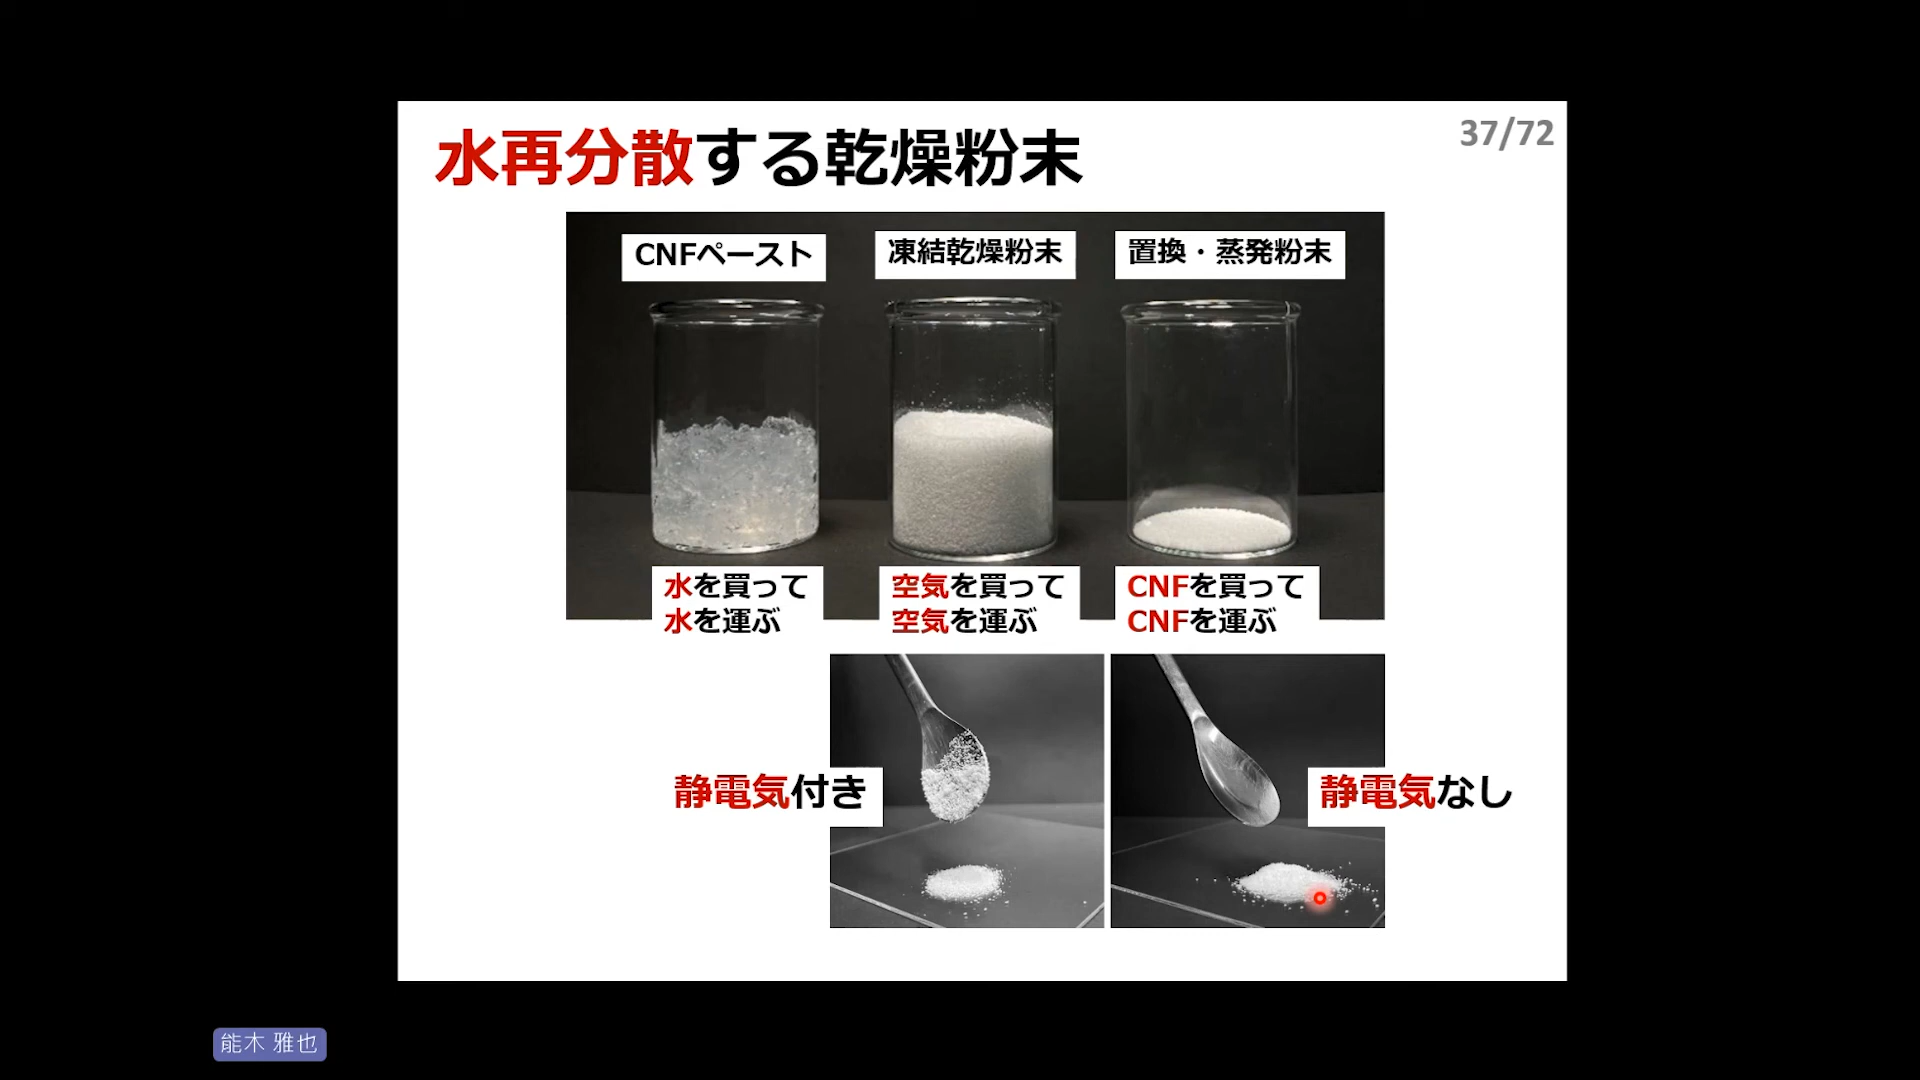 水再分散する乾燥粉末
37/72
CNFペースト
凍結乾燥粉末
置換・蒸発粉末
水を買って
水を運ぶ
空気を買って
空気を運ぶ
CNFを買って
CNFを運ぶ
静電気付き
静電気なし
能木 雅也